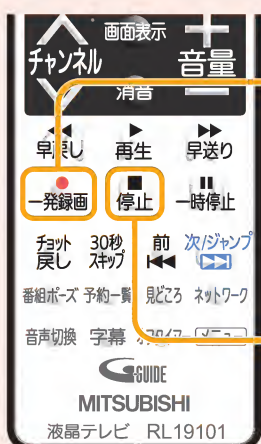 画面表示
チャンネル 音量
消音
早戻し 再生 早送り
一発録画 停止 一時停止
チョット戻し 30秒スキップ 前 次/ジャンプ
番組ポーズ 予約一覧 見どころ ネットワーク
音声切換 字幕 メニュー
GGUIDE
MITSUBISHI
液晶テレビ RL19101